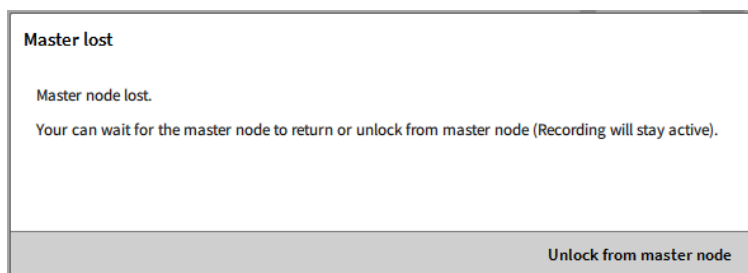 Master lost
Master node lost.
Your can wait for the master node to return or unlock from master node (Recording will stay active).
Unlock from master node